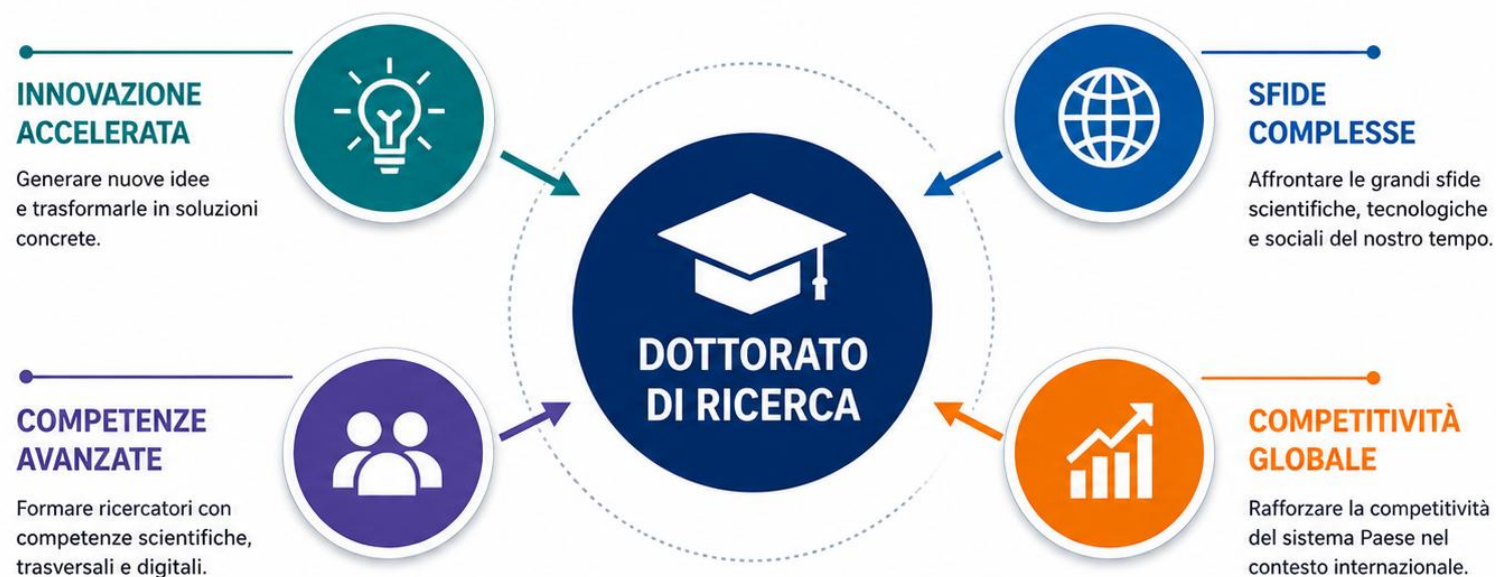 INNOVAZIONE
ACCELERATA
Generare nuove idee
e trasformarle in soluzioni
concrete.
SFIDE
COMPLESSE
Affrontare le grandi sfide
scientifiche, tecnologiche
e sociali del nostro tempo.
DOTTORATO
DI RICERCA
COMPETENZE
AVANZATE
Formare ricercatori con
competenze scientifiche,
trasversali e digitali.
COMPETITIVITÀ
GLOBALE
Rafforzare la competitività
del sistema Paese nel
contesto internazionale.